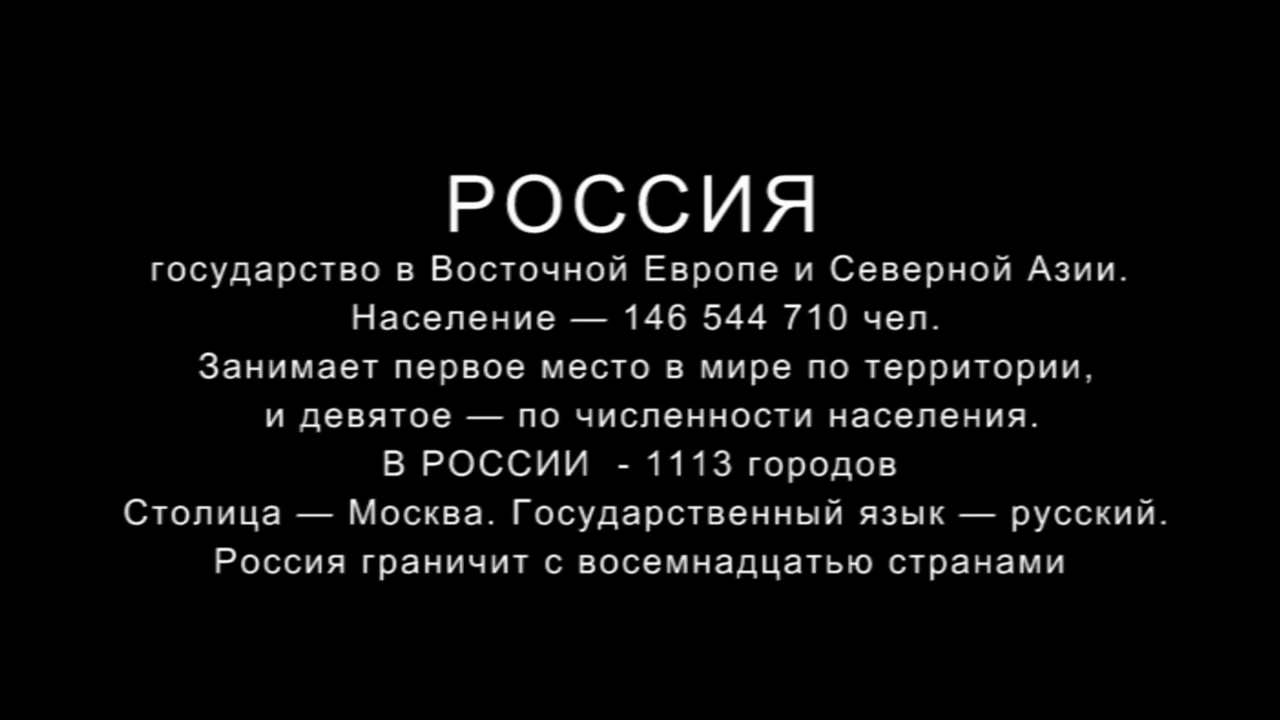 РОССИЯ
государство в Восточной Европе и Северной Азии.
Население — 146 544 710 чел.
Занимает первое место в мире по территории,
и девятое — по численности населения.
В РОССИИ - 1113 городов
Столица — Москва. Государственный язык — русский.
Россия граничит с восемнадцатью странами